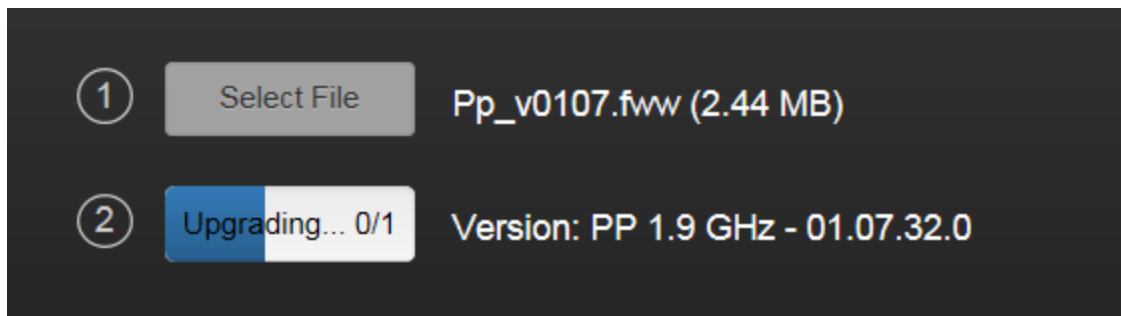 1 Select File Pp_v0107.fww (2.44 MB)
2 Upgrading... 0/1 Version: PP 1.9 GHz - 01.07.32.0